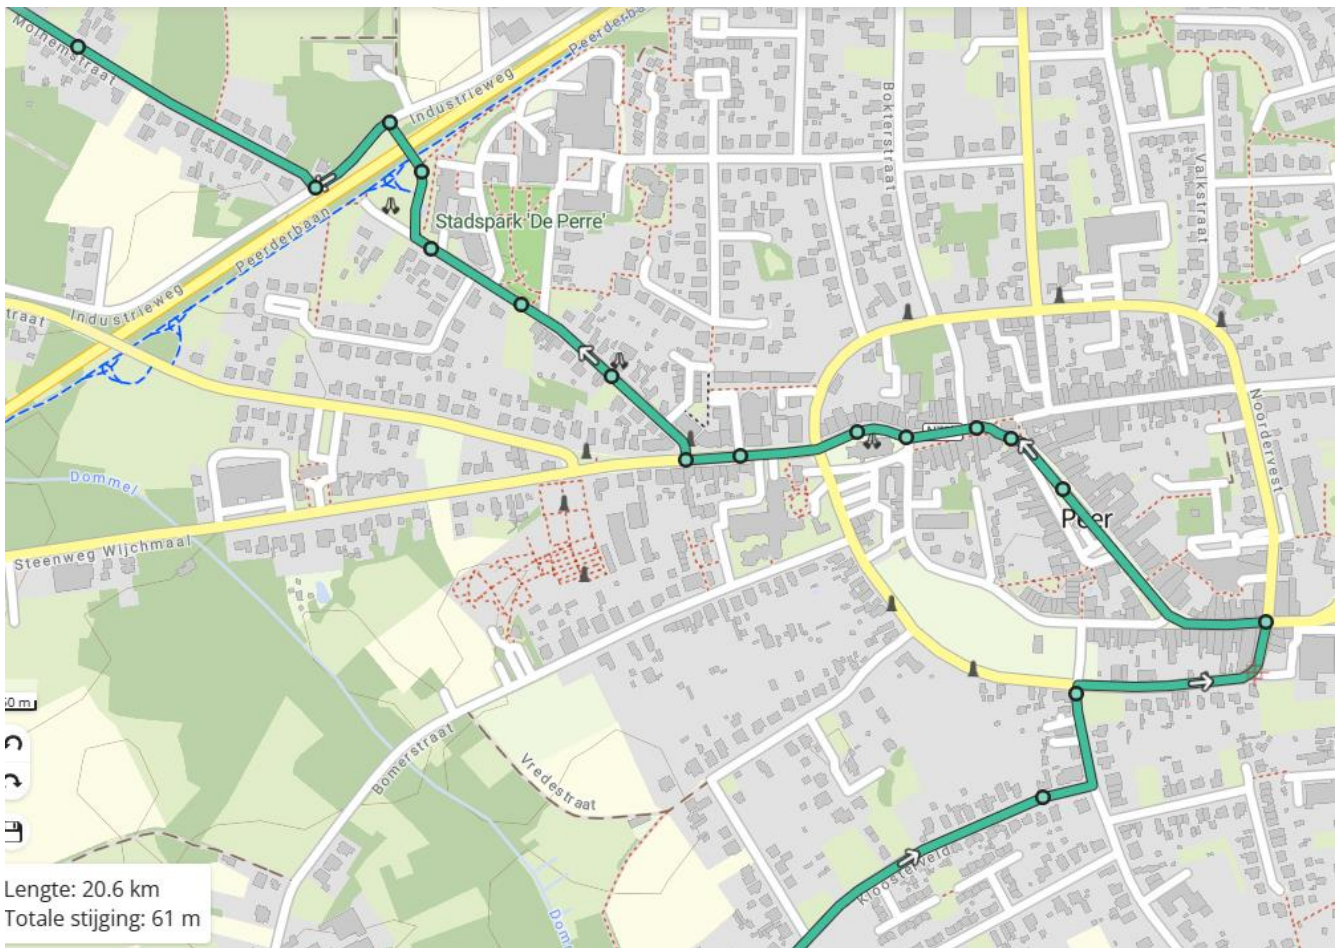 Molhemstraat
Industrieweg
Peerderbaan
Bokterstraat
Valkstraat
Stadspark 'De Perre'
Peerderbaan
Industrieweg
straat
Noordervest
Dommel
Peer
Steenweg Wijchmaal
Bomerstraat
Vredestraat
Kloosterveld
Lengte: 20.6 km
Totale stijging: 61 m